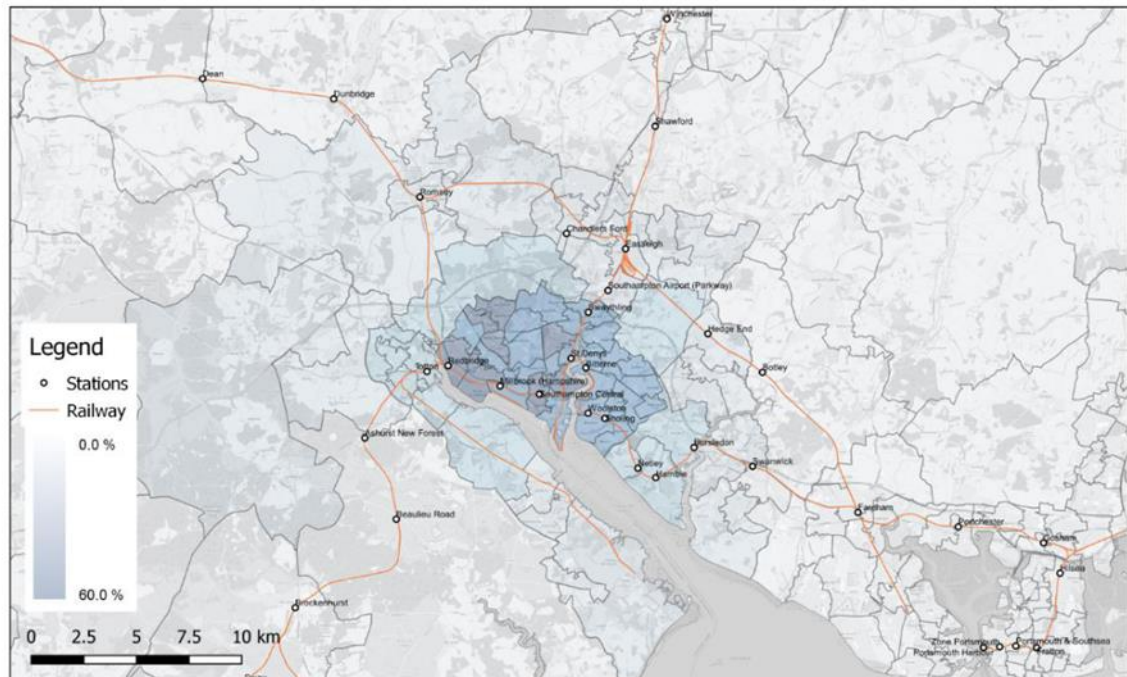 Winchester
Dean
Dunbridge
Shawford
Romsey
Chandlers Ford
Eastleigh
Southampton Airport (Parkway)
Swaythling
Hedge End
St Denys
Bitterne
Redbridge
Totton
Botley
Millbrook (Hampshire)
Southampton Central
Woolston
Sholing
Ashurst New Forest
Bursledon
Swanwick
Netley
Hamble
Beaulieu Road
Fareham
Portchester
Cosham
Hilsea
Brockenhurst
Portsmouth & Southsea
Portsmouth Harbour
Fratton
Legend
Stations
Railway
0.0 %
60.0 %
0 2.5 5 7.5 10 km